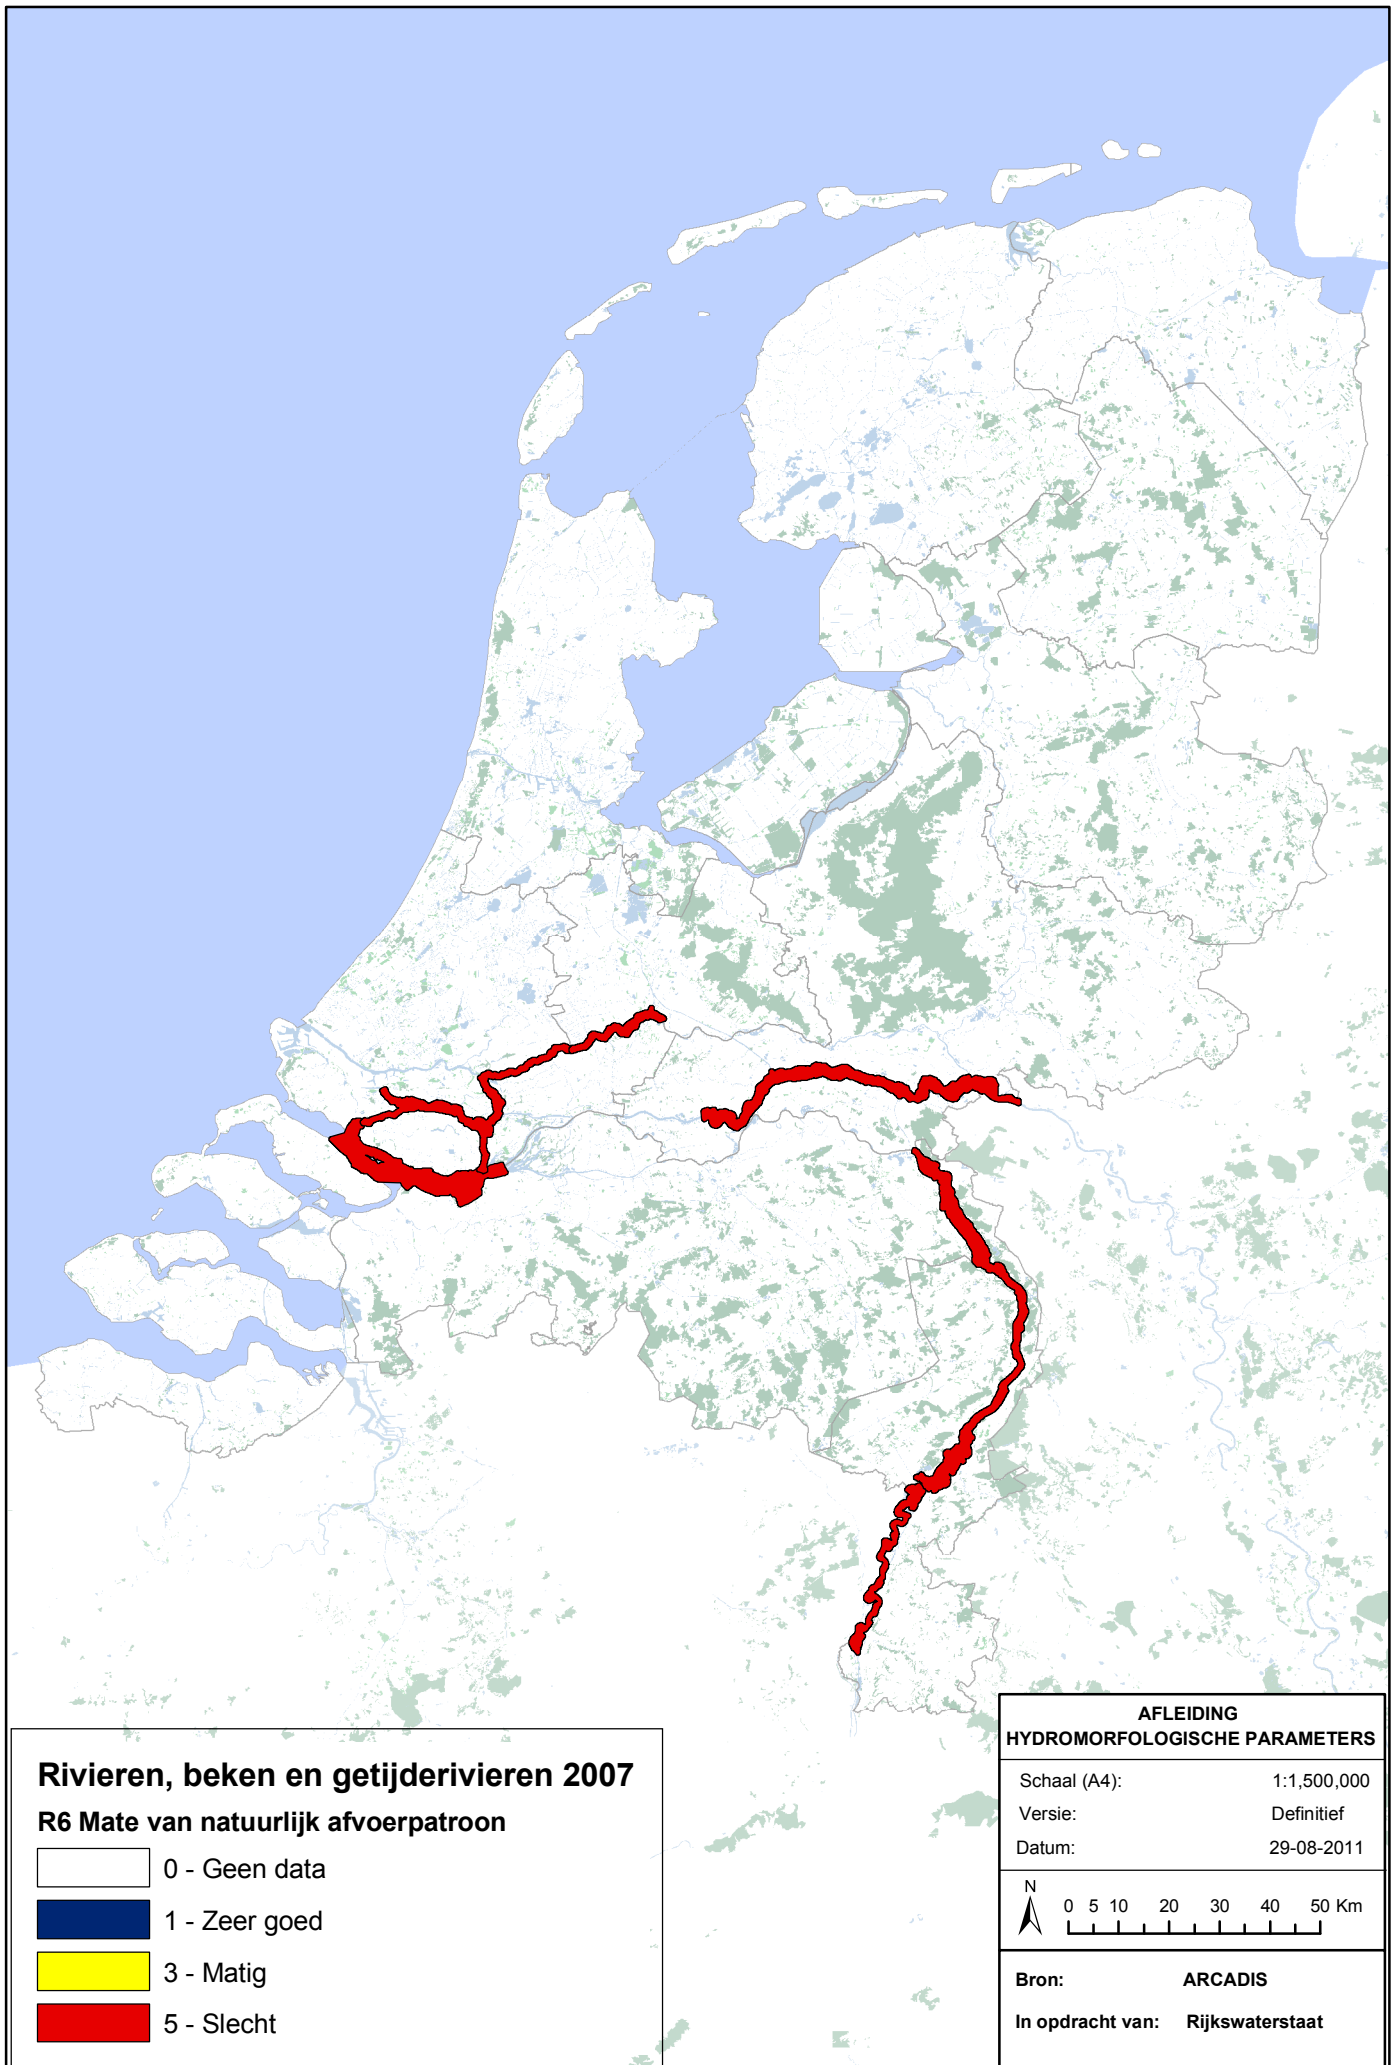 Rivieren, beken en getijderivieren 2007
R6 Mate van natuurlijk afvoerpatroon
0 - Geen data
1 - Zeer goed
3 - Matig
5 - Slecht
AFLEIDING
HYDROMORFOLOGISCHE PARAMETERS
Schaal (A4): 1:1,500,000
Versie: Definitief
Datum: 29-08-2011
N
0 5 10 20 30 40 50 Km
Bron: ARCADIS
In opdracht van: Rijkswaterstaat